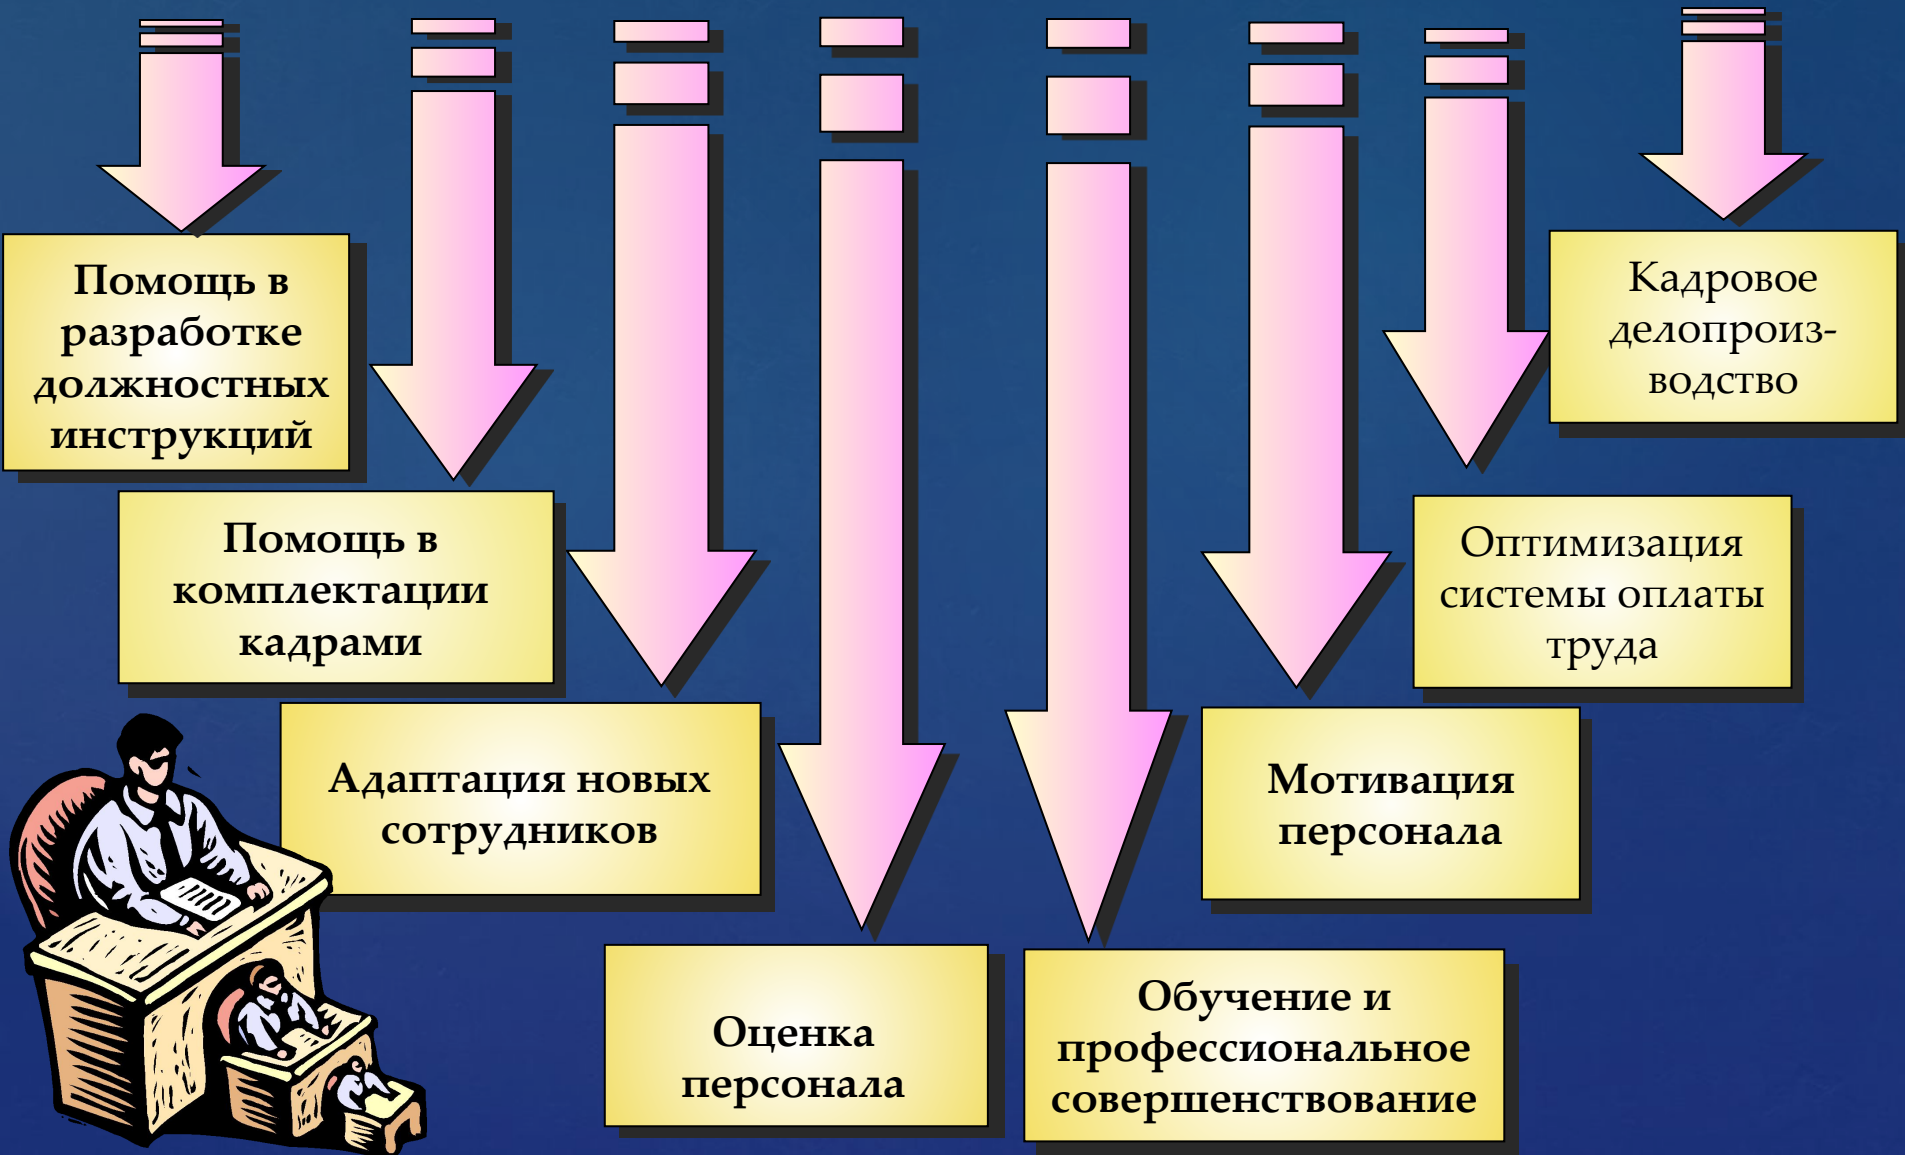 Помощь в
разработке
должностных
инструкций
Помощь в
комплектации
кадрами
Адаптация новых
сотрудников
Оценка
персонала
Обучение и
профессиональное
совершенствование
Мотивация
персонала
Оптимизация
системы оплаты
труда
Кадровое
делопроиз-
водство